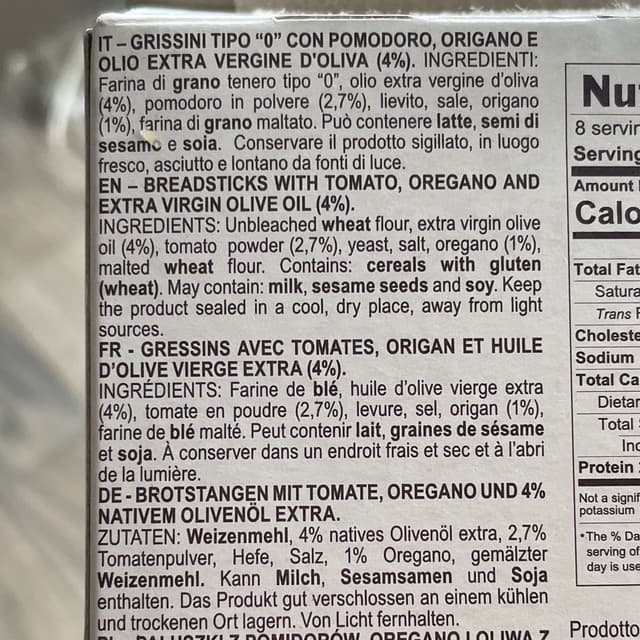 IT – GRISSINI TIPO “0” CON POMODORO, ORIGANO E
OLIO EXTRA VERGINE D'OLIVA (4%). INGREDIENTI:
Farina di grano tenero tipo “0”, olio extra vergine d'oliva
(4%), pomodoro in polvere (2,7%), lievito, sale, origano
(1%), farina di grano maltato. Può contenere latte, semi di
sesamo e soia. Conservare il prodotto sigillato, in luogo
fresco, asciutto e lontano da fonti di luce.
EN – BREADSTICKS WITH TOMATO, OREGANO AND
EXTRA VIRGIN OLIVE OIL (4%).
INGREDIENTS: Unbleached wheat flour, extra virgin olive
oil (4%), tomato powder (2,7%), yeast, salt, oregano (1%),
malted wheat flour. Contains: cereals with gluten
(wheat). May contain: milk, sesame seeds and soy. Keep
the product sealed in a cool, dry place, away from light
sources.
FR - GRESSINS AVEC TOMATES, ORIGAN ET HUILE
D'OLIVE VIERGE EXTRA (4%).
INGRÉDIENTS: Farine de blé, huile d'olive vierge extra
(4%), tomate en poudre (2,7%), levure, sel, origan (1%),
farine de blé malté. Peut contenir lait, graines de sésame
et soja. À conserver dans un endroit frais et sec et à l'abri
de la lumière.
DE - BROTSTANGEN MIT TOMATE, OREGANO UND 4%
NATIVEM OLIVENÖL EXTRA.
ZUTATEN: Weizenmehl, 4% natives Olivenöl extra, 2,7%
Tomatenpulver, Hefe, Salz, 1% Oregano, gemälzter
Weizenmehl. Kann Milch, Sesamsamen und Soja
enthalten. Das Produkt gut verschlossen an einem kühlen
und trockenen Ort lagern. Von Licht fernhalten.
PL - PALUSZKI Z POMIDORÓW, OREGANO I OLIWA Z
Nu
8 servin
Serving
Amount
Calo
Total Fat
Satura
Trans F
Choleste
Sodium
Total Ca
Dietar
Total
Inc
Protein
Not a signif
potassium
*The % Da
serving of
day is use
Prodotto